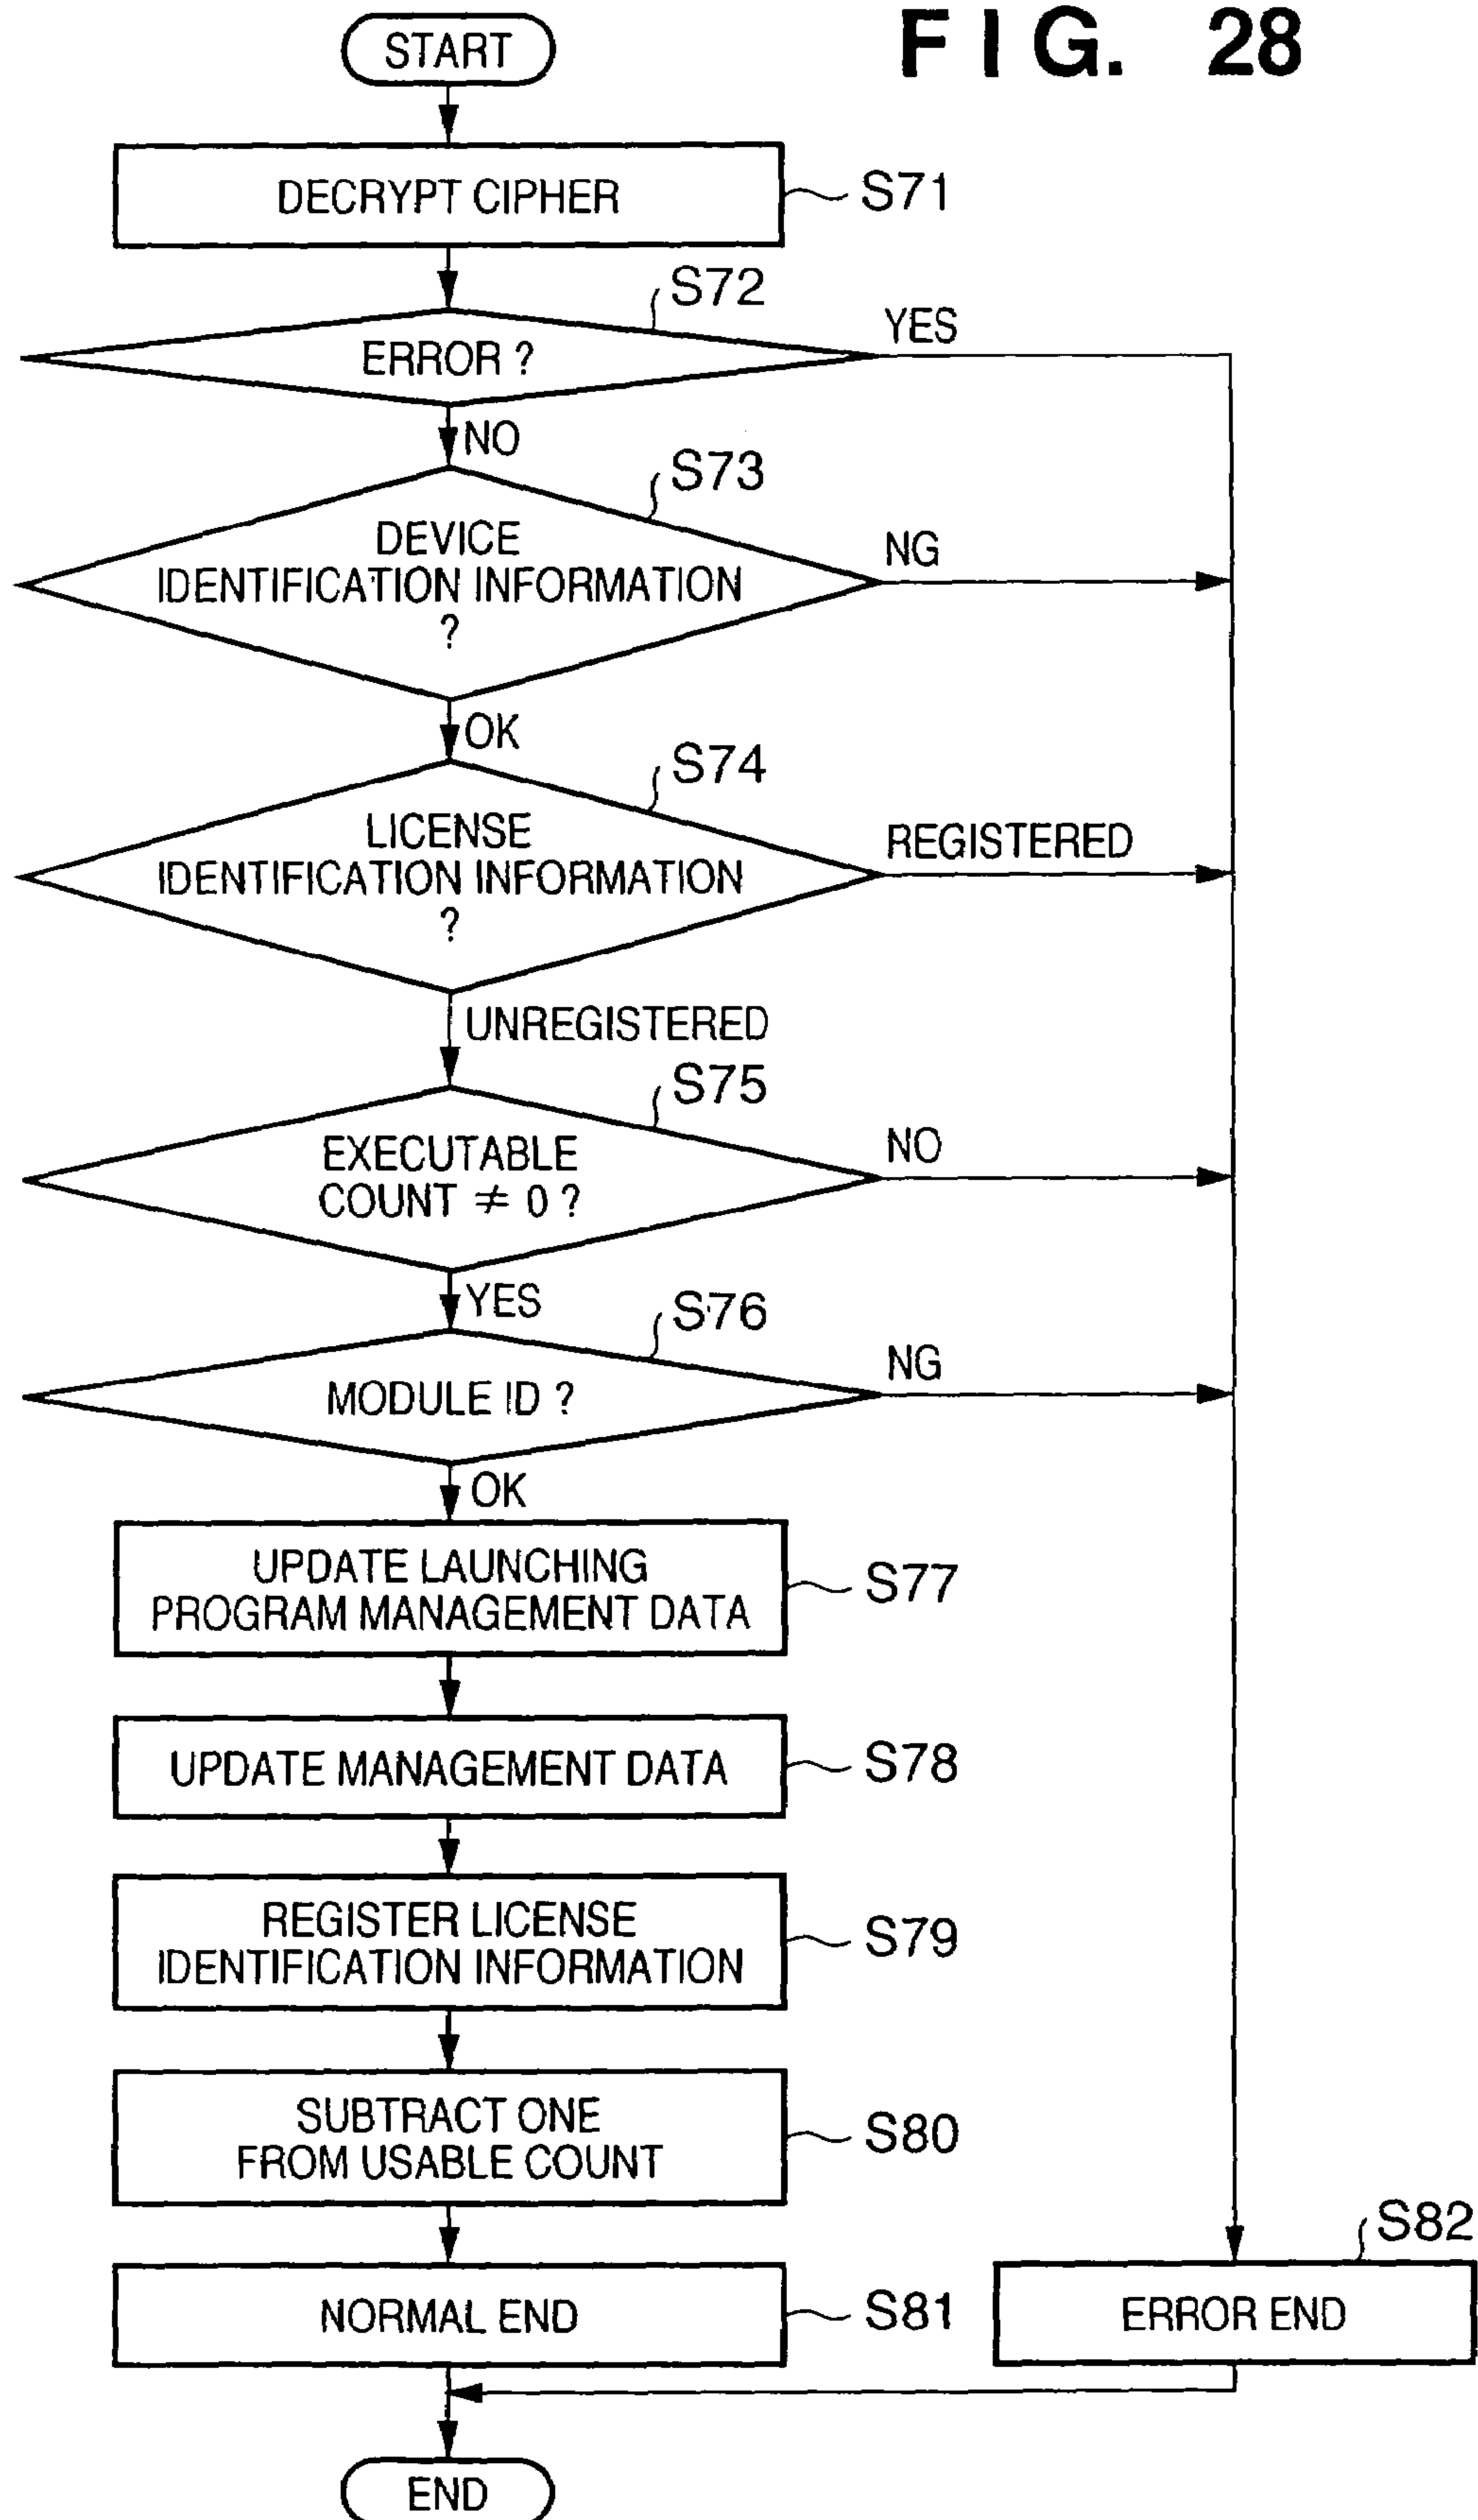 FIG. 28
START
DECRYPT CIPHER
S71
S72
ERROR ?
YES
NO
S73
DEVICE
IDENTIFICATION INFORMATION
?
NG
OK
S74
LICENSE
IDENTIFICATION INFORMATION
?
REGISTERED
UNREGISTERED
S75
EXECUTABLE
COUNT ≠ 0 ?
NO
YES
S76
MODULE ID ?
NG
OK
UPDATE LAUNCHING
PROGRAM MANAGEMENT DATA
S77
UPDATE MANAGEMENT DATA
S78
REGISTER LICENSE
IDENTIFICATION INFORMATION
S79
SUBTRACT ONE
FROM USABLE COUNT
S80
S82
NORMAL END
S81
ERROR END
END